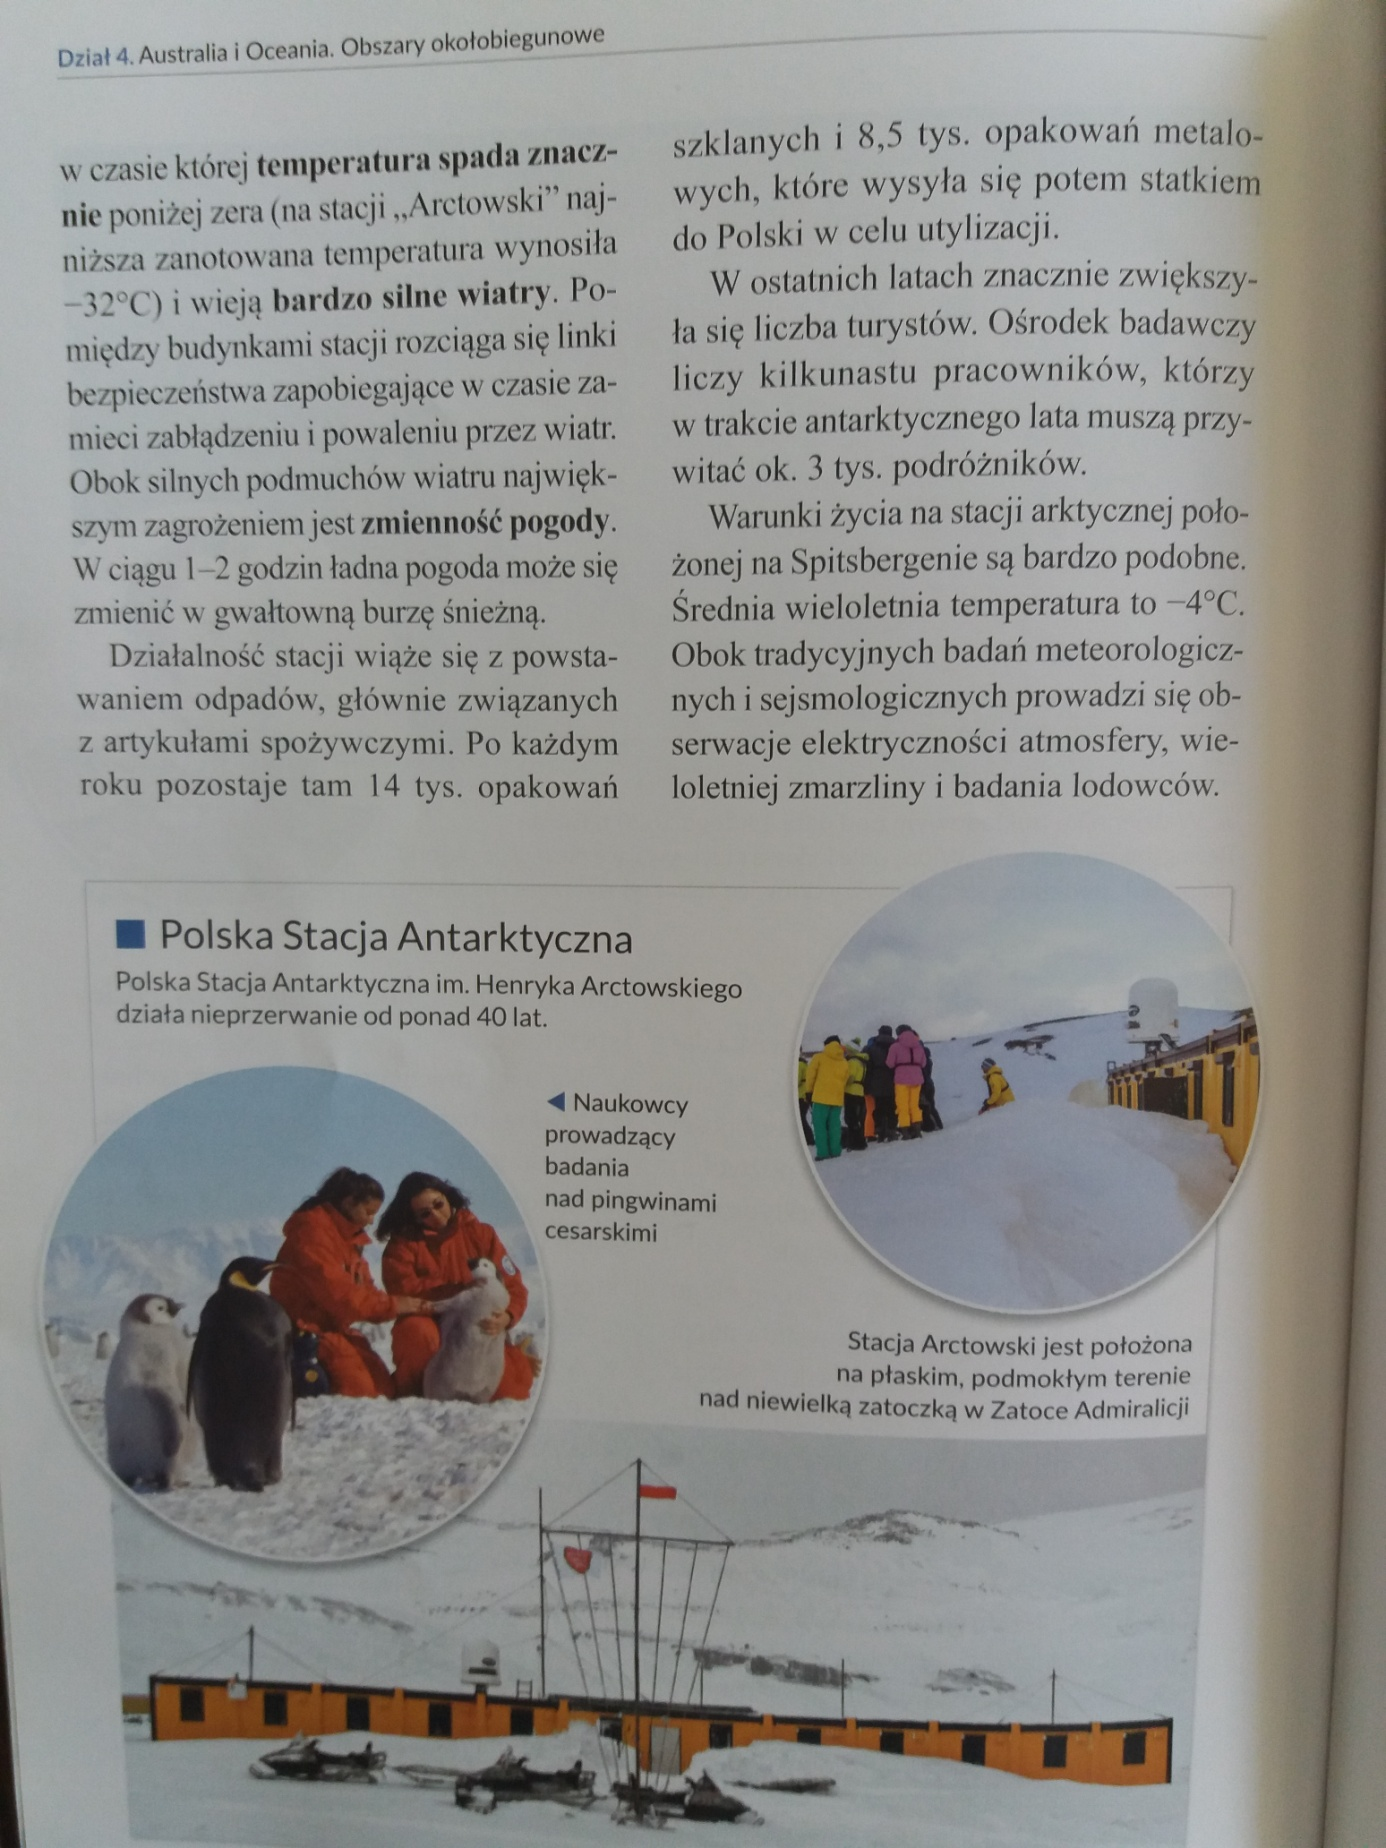 Dział 4. Australia i Oceania. Obszary okołobiegunowe
w czasie której temperatura spada znacz-
nie poniżej zera (na stacji „Arctowski” naj-
niższa zanotowana temperatura wynosiła
−32°C) i wieją bardzo silne wiatry. Po-
między budynkami stacji rozciąga się linki
bezpieczeństwa zapobiegające w czasie za-
mieci zabłądzeniu i powaleniu przez wiatr.
Obok silnych podmuchów wiatru najwięk-
szym zagrożeniem jest zmienność pogody.
W ciągu 1–2 godzin ładna pogoda może się
zmienić w gwałtowną burzę śnieżną.
Działalność stacji wiąże się z powsta-
waniem odpadów, głównie związanych
z artykułami spożywczymi. Po każdym
roku pozostaje tam 14 tys. opakowań
szklanych i 8,5 tys. opakowań metalo-
wych, które wysyła się potem statkiem
do Polski w celu utylizacji.
W ostatnich latach znacznie zwiększy-
ła się liczba turystów. Ośrodek badawczy
liczy kilkunastu pracowników, którzy
w trakcie antarktycznego lata muszą przy-
witać ok. 3 tys. podróżników.
Warunki życia na stacji arktycznej poło-
żonej na Spitsbergenie są bardzo podobne.
Średnia wieloletnia temperatura to −4°C.
Obok tradycyjnych badań meteorologicz-
nych i sejsmologicznych prowadzi się ob-
serwacje elektryczności atmosfery, wie-
loletniej zmarzliny i badania lodowców.
Polska Stacja Antarktyczna
Polska Stacja Antarktyczna im. Henryka Arctowskiego
działa nieprzerwanie od ponad 40 lat.
Naukowcy
prowadzący
badania
nad pingwinami
cesarskimi
Stacja Arctowski jest położona
na płaskim, podmokłym terenie
nad niewielką zatoczką w Zatoce Admiralicji